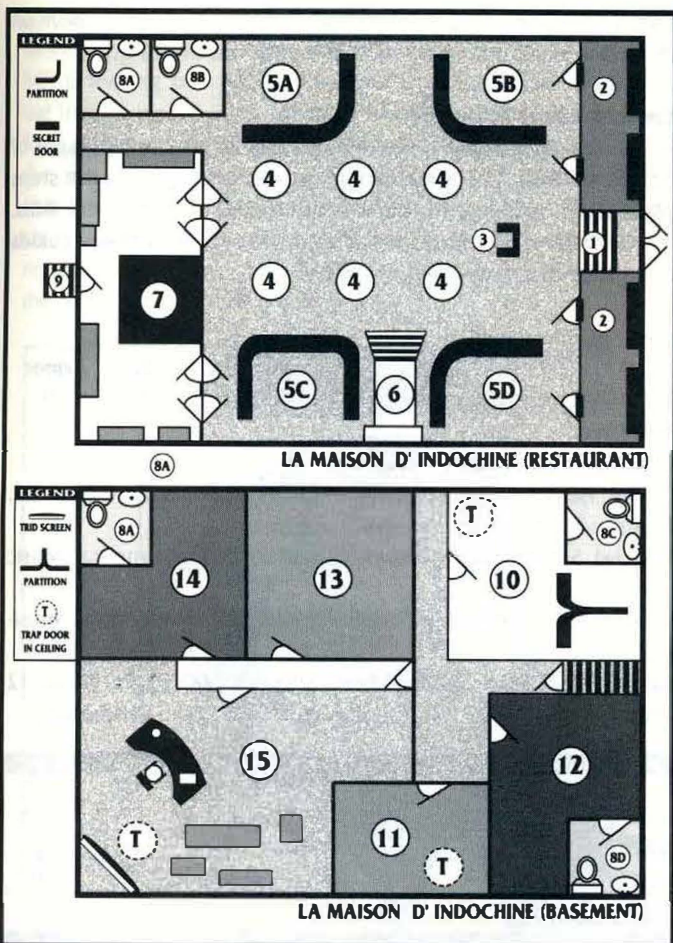 LEGEND
PARTITION
SECRET
DOOR
8A
8B
5A
5B
2
4
4
4
3
1
9
7
4
4
4
2
5C
6
5D
8A
LA MAISON D' INDOCHINE (RESTAURANT)
LEGEND
TRID SCREEN
PARTITION
T
TRAP DOOR
IN CEILING
8A
14
13
T
10
8C
15
12
T
11
T
8D
LA MAISON D' INDOCHINE (BASEMENT)